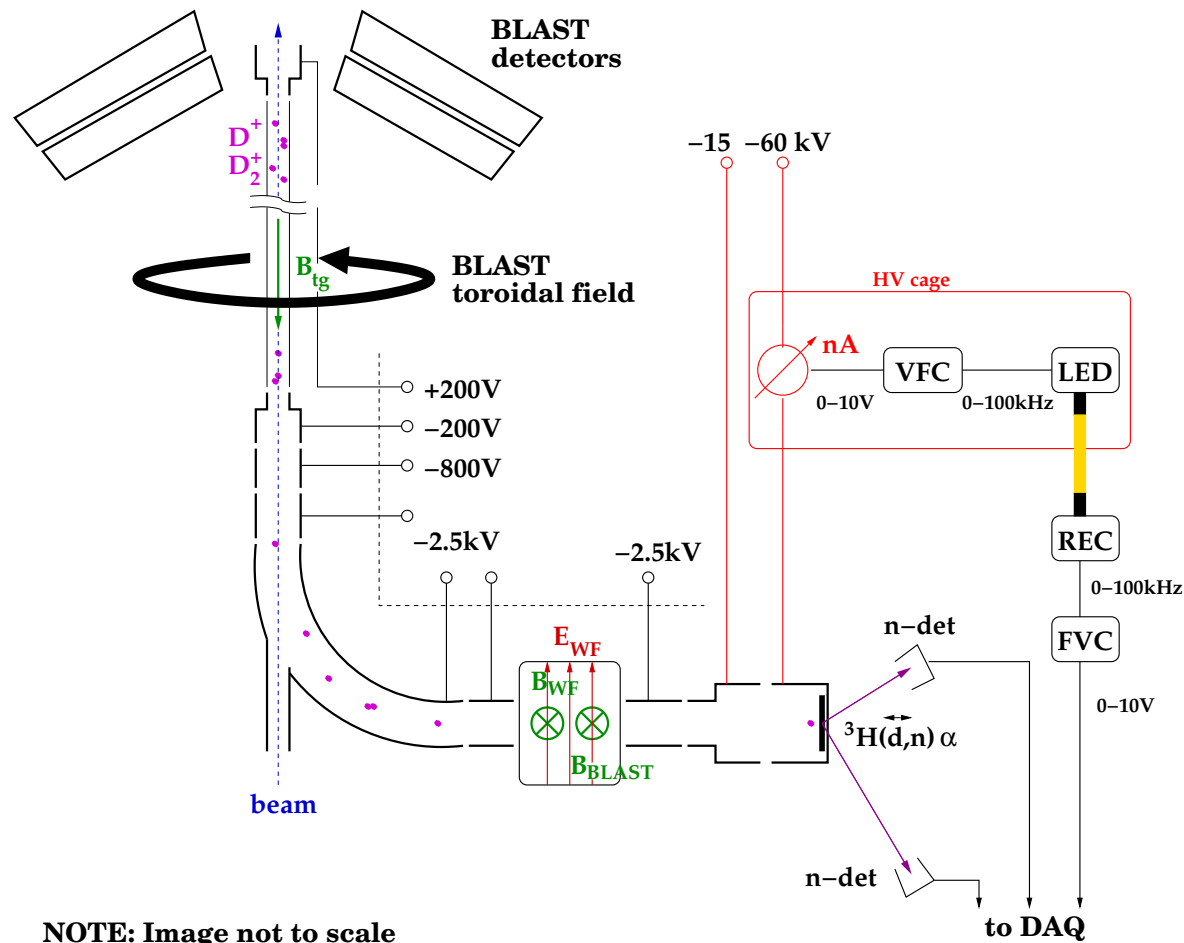 BLAST
detectors
D+
D2+
−15 −60 kV
Btg
BLAST
toroidal field
HV cage
nA
VFC
LED
0−10V
0−100kHz
+200V
−200V
−800V
−2.5kV
−2.5kV
REC
0−100kHz
n−det
FVC
EWF
BWF
0−10V
³H(d,n) α
BBLAST
beam
n−det
to DAQ
NOTE: Image not to scale